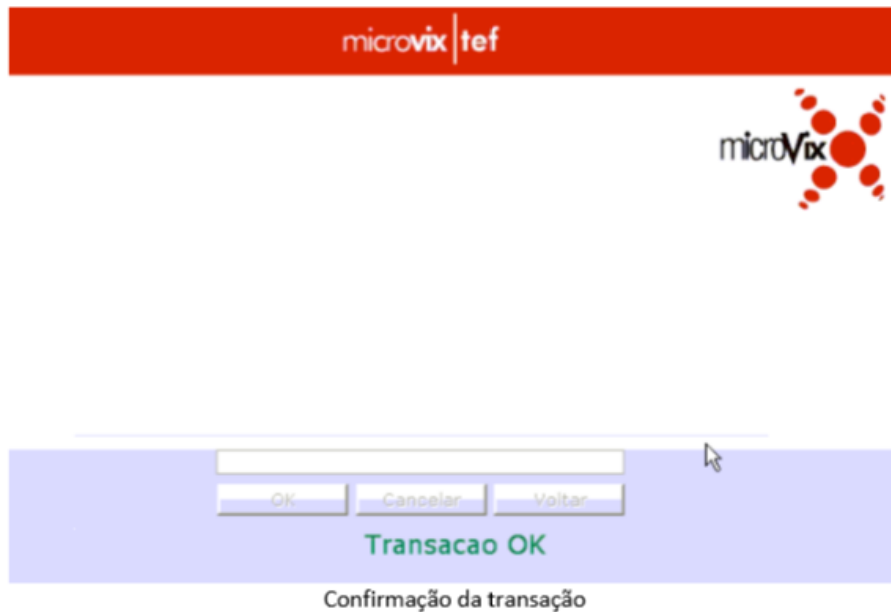 microvix|tef
microVix
OK Cancelar Voltar
Transacao OK
Confirmação da transação